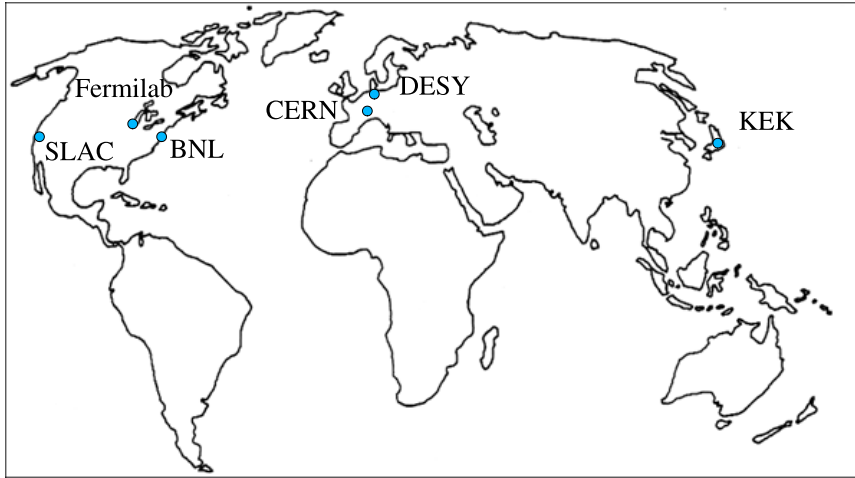 Fermilab
DESY
CERN
KEK
SLAC
BNL